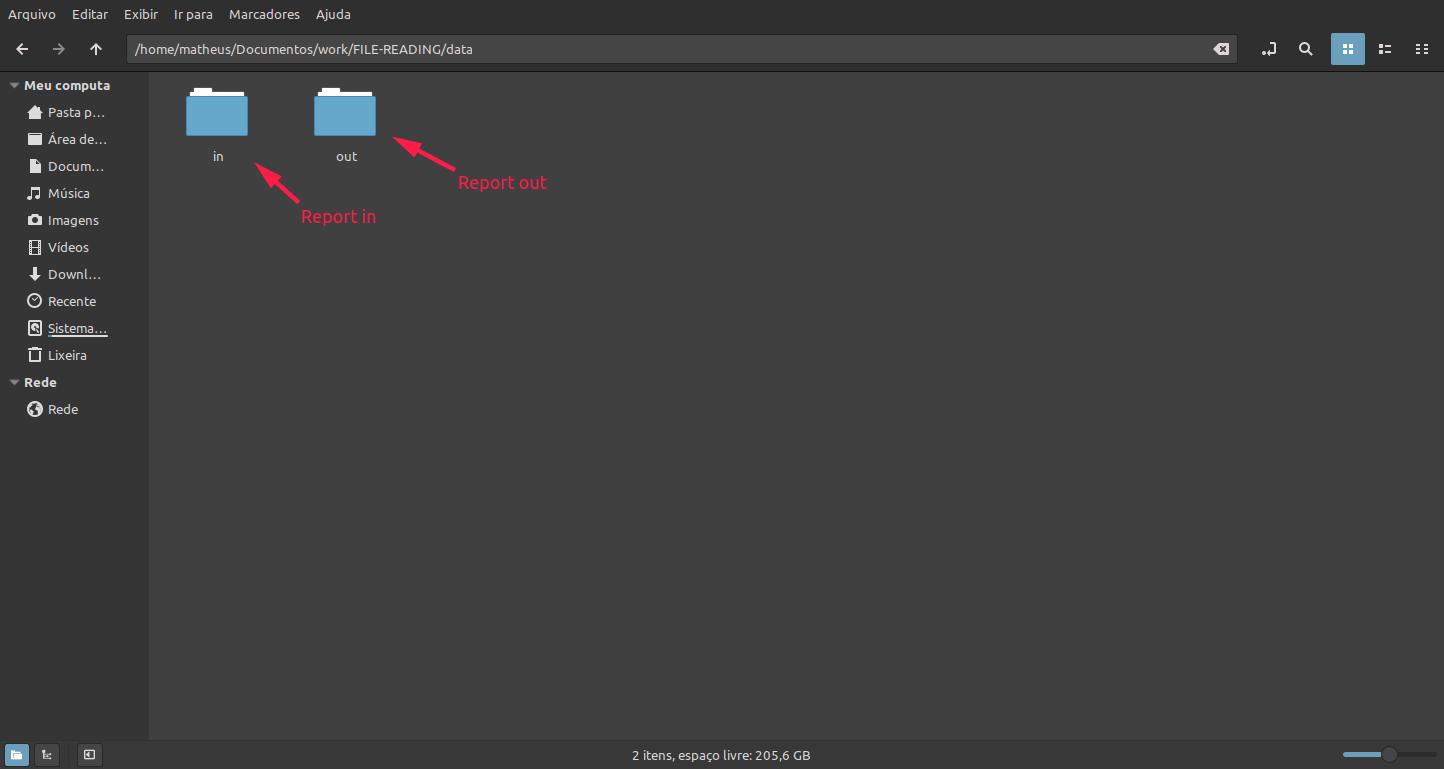 Arquivo Editar Exibir Ir para Marcadores Ajuda
/home/matheus/Documentos/work/FILE-READING/data
Meu computa
Pasta p...
Área de...
Docum...
Música
Imagens
Vídeos
Downl...
Recente
Sistema...
Lixeira
Rede
Rede
in out
Report out
Report in
2 itens, espaço livre: 205,6 GB